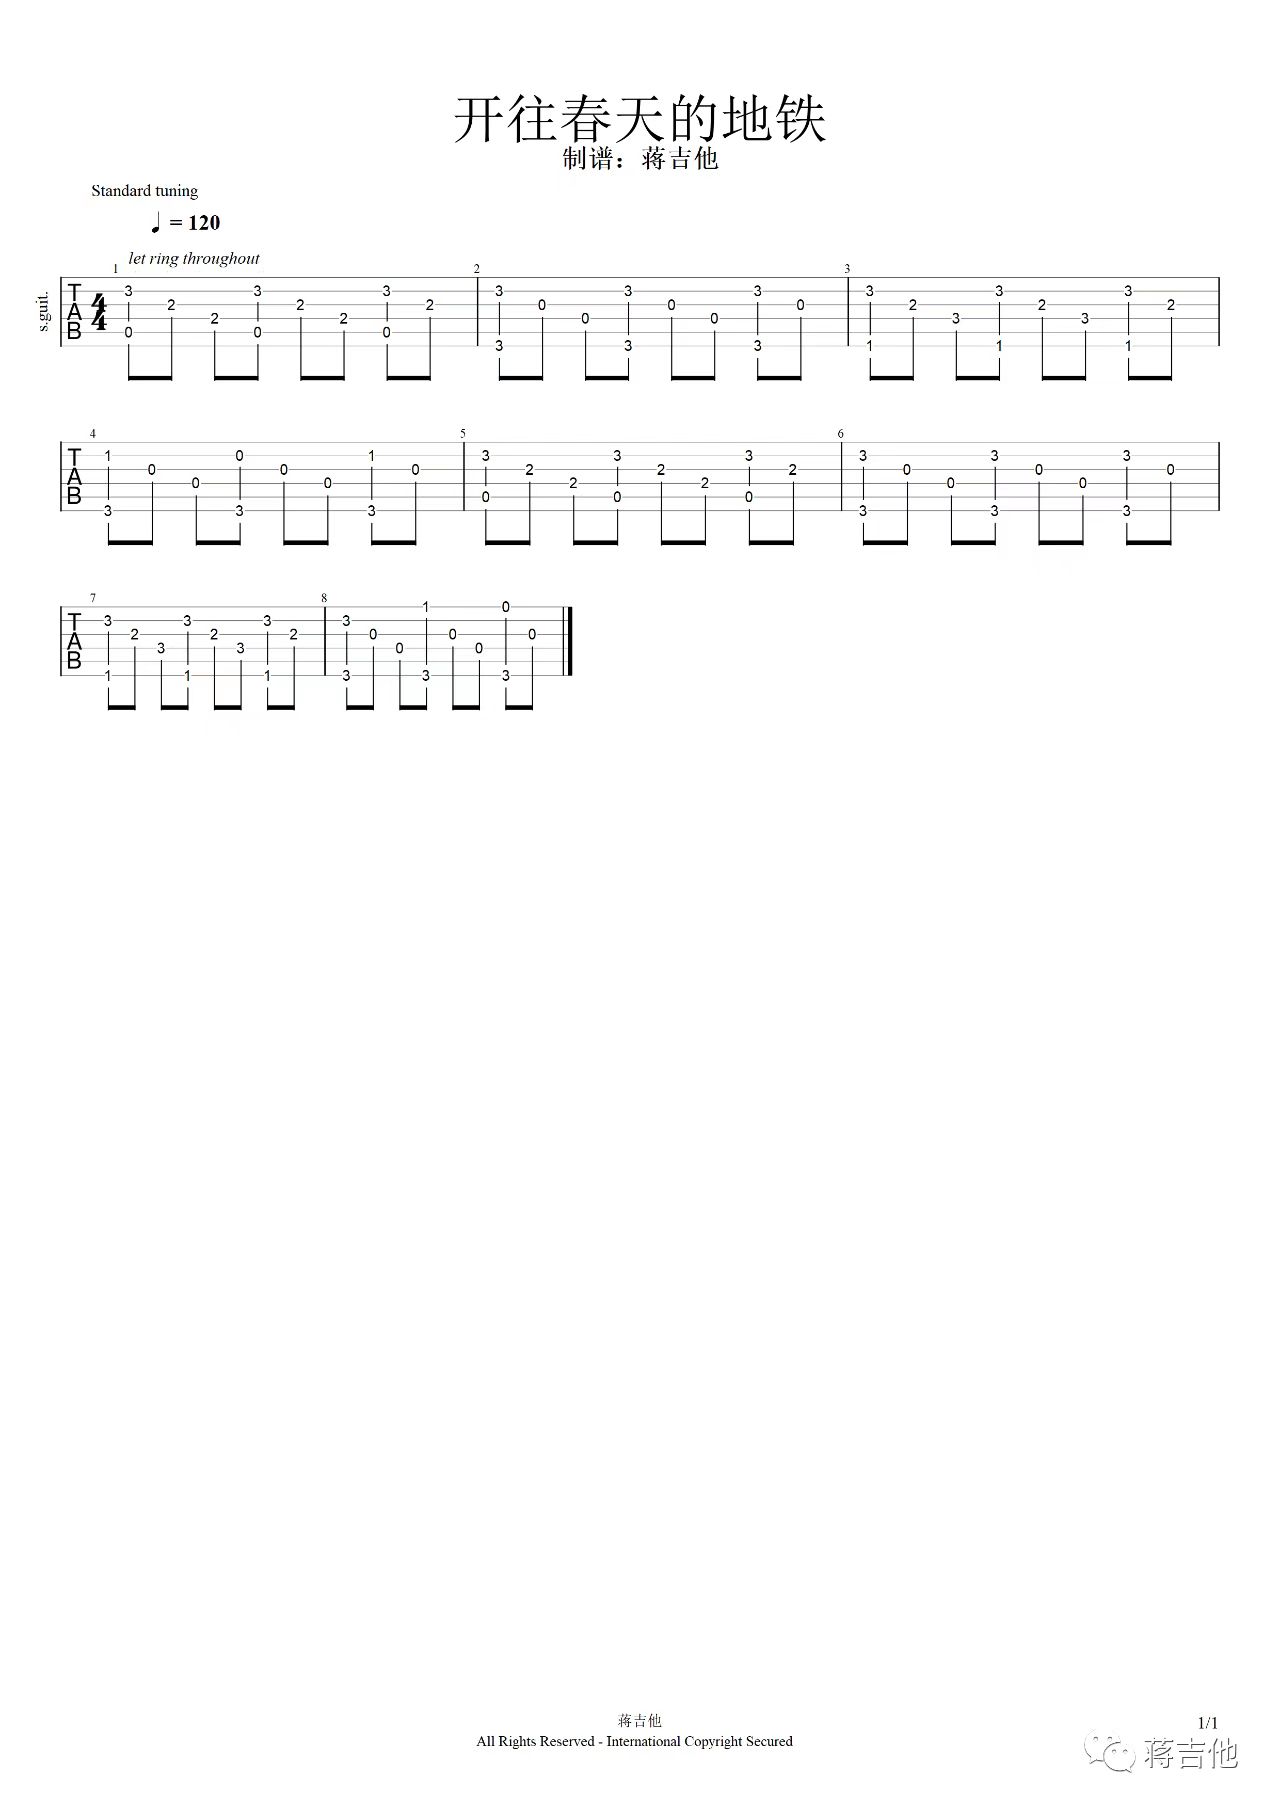 开往春天的地铁
制谱：蒋吉他
Standard tuning
♩ = 120
let ring throughout
1 2 3
s.guit.
T 3 2 2 3 2 2 3 2 3 0 0 3 0 0 3 0 3 2 3 3 2 3 3 2
A 4/4
B 0 0 0 3 3 3 1 1 1
4 5 6
T 1 0 0 0 0 0 1 0 3 2 2 3 2 2 3 2 3 0 0 3 0 0 3 0
A
B 3 3 3 0 0 0 3 3 3
7 8
T 3 2 3 3 2 3 3 2 3 0 0 1 0 0 0 0
A
B 1 1 1 3 3 3
蒋吉他
All Rights Reserved - International Copyright Secured
1/1
蒋吉他